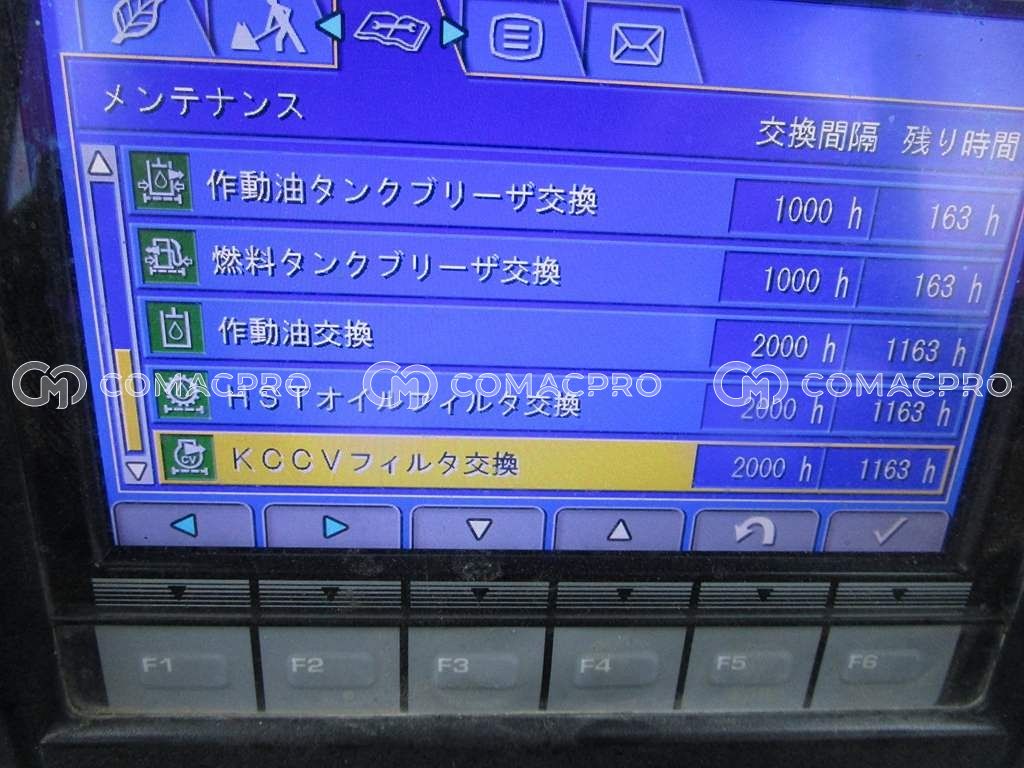 メンテナンス
交換間隔 残り時間
作動油タンクブリーザ交換 1000 h 163 h
燃料タンクブリーザ交換 1000 h 163 h
作動油交換 2000 h 1163 h
COMACPRO COMACPRO COMACPRO
HSTオイルフィルタ交換 2000 h 1163 h
CV KCCVフィルタ交換 2000 h 1163 h
F1 F2 F3 F4 F5 F6